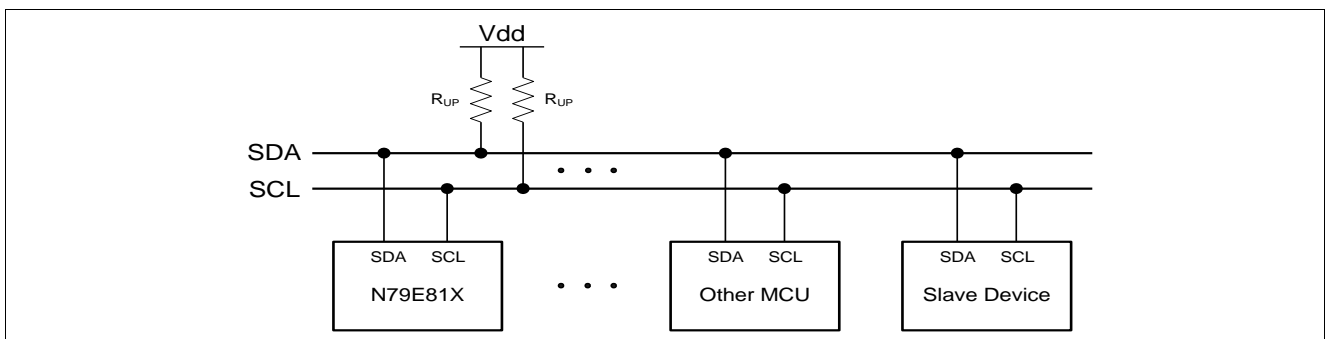 Vdd
RUP RUP
SDA
SCL
SDA SCL SDA SCL SDA SCL
N79E81X Other MCU Slave Device